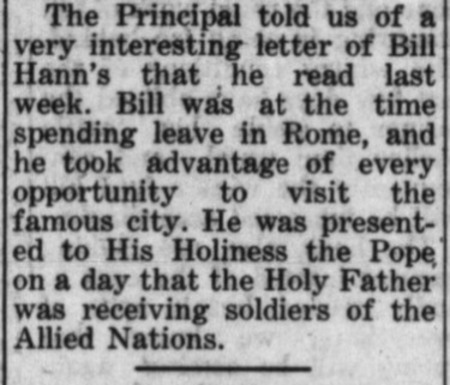 The Principal told us of a
very interesting letter of Bill
Hann's that he read last
week. Bill was at the time
spending leave in Rome, and
he took advantage of every
opportunity to visit the
famous city. He was present-
ed to His Holiness the Pope
on a day that the Holy Father
was receiving soldiers of the
Allied Nations.